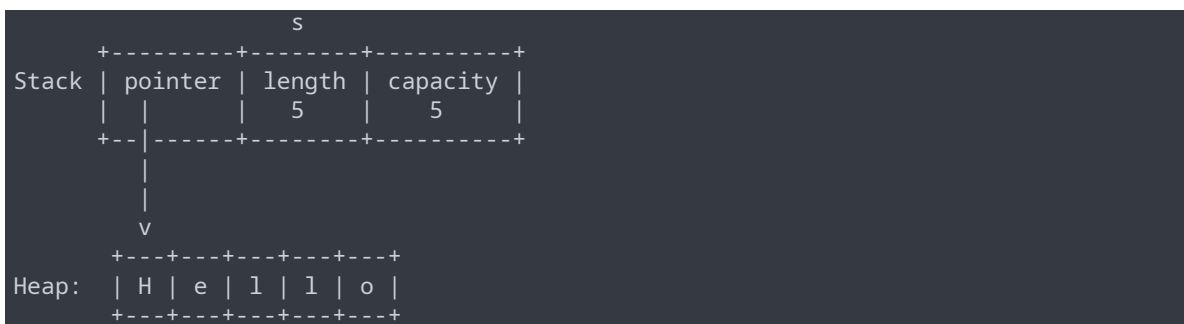 s
      +---------+--------+----------+
Stack | pointer | length | capacity |
      |  |      |   5    |    5     |
      +--|------+--------+----------+
         |
         |
         v
       +---+---+---+---+---+
Heap:  | H | e | l | l | o |
       +---+---+---+---+---+